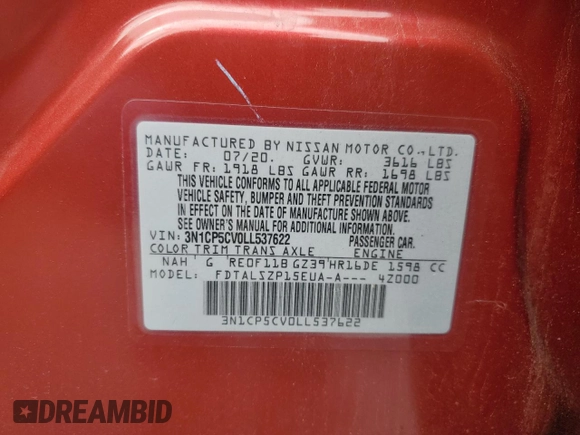 MANUFACTURED BY NISSAN MOTOR CO.,LTD.
DATE: 07/20. GVWR: 3616 LBS
GAWR FR: 1918 LBS GAWR RR: 1698 LBS
THIS VEHICLE CONFORMS TO ALL APPLICABLE FEDERAL MOTOR
VEHICLE SAFETY, BUMPER AND THEFT PREVENTION STANDARDS
IN EFFECT ON THE DATE OF MANUFACTURE SHOWN ABOVE.
SEE OWNER'S MANUAL FOR ADDITIONAL INFORMATION.
VIN: 3N1CP5CV0LL537622 PASSENGER CAR.
COLOR TRIM TRANS AXLE ENGINE
NAH G RE0F11B GZ39 HR16DE 1598 CC
MODEL: FDTALSZP15EUA-A--- 4Z000
3N1CP5CV0LL537622
DREAMBID